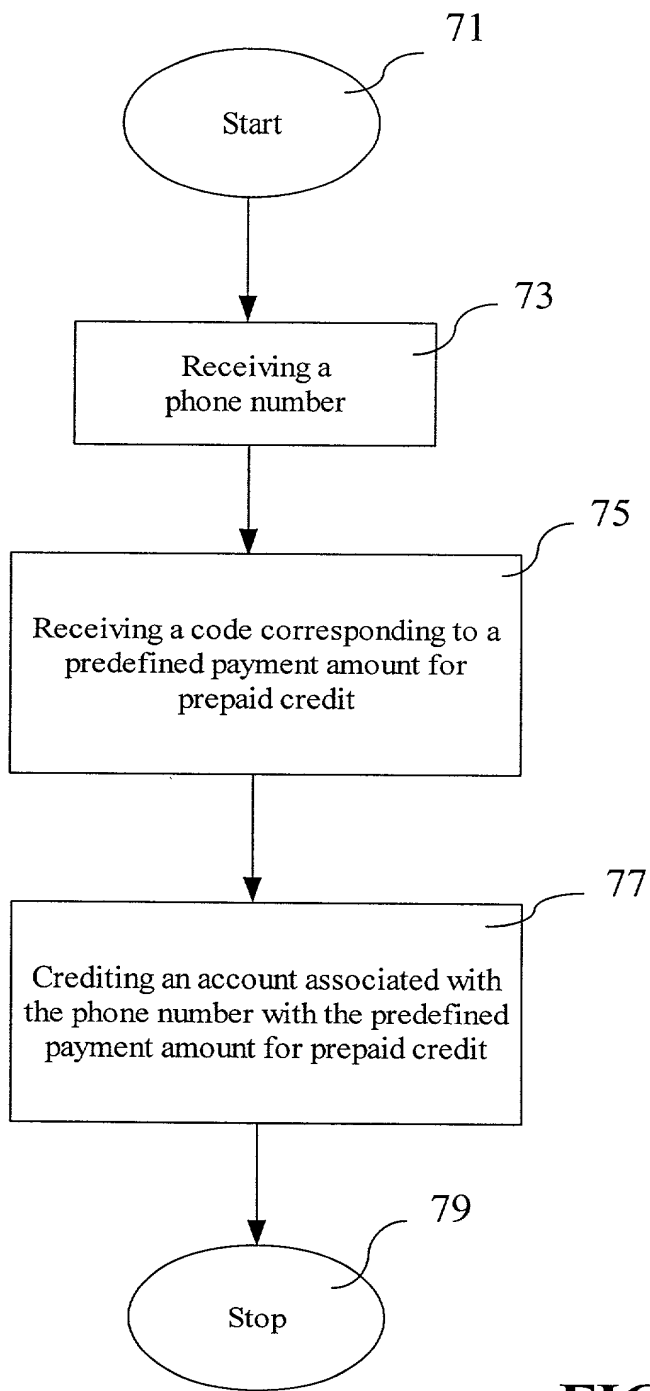 71
Start
73
Receiving a
phone number
75
Receiving a code corresponding to a
predefined payment amount for
prepaid credit
77
Crediting an account associated with
the phone number with the predefined
payment amount for prepaid credit
79
Stop